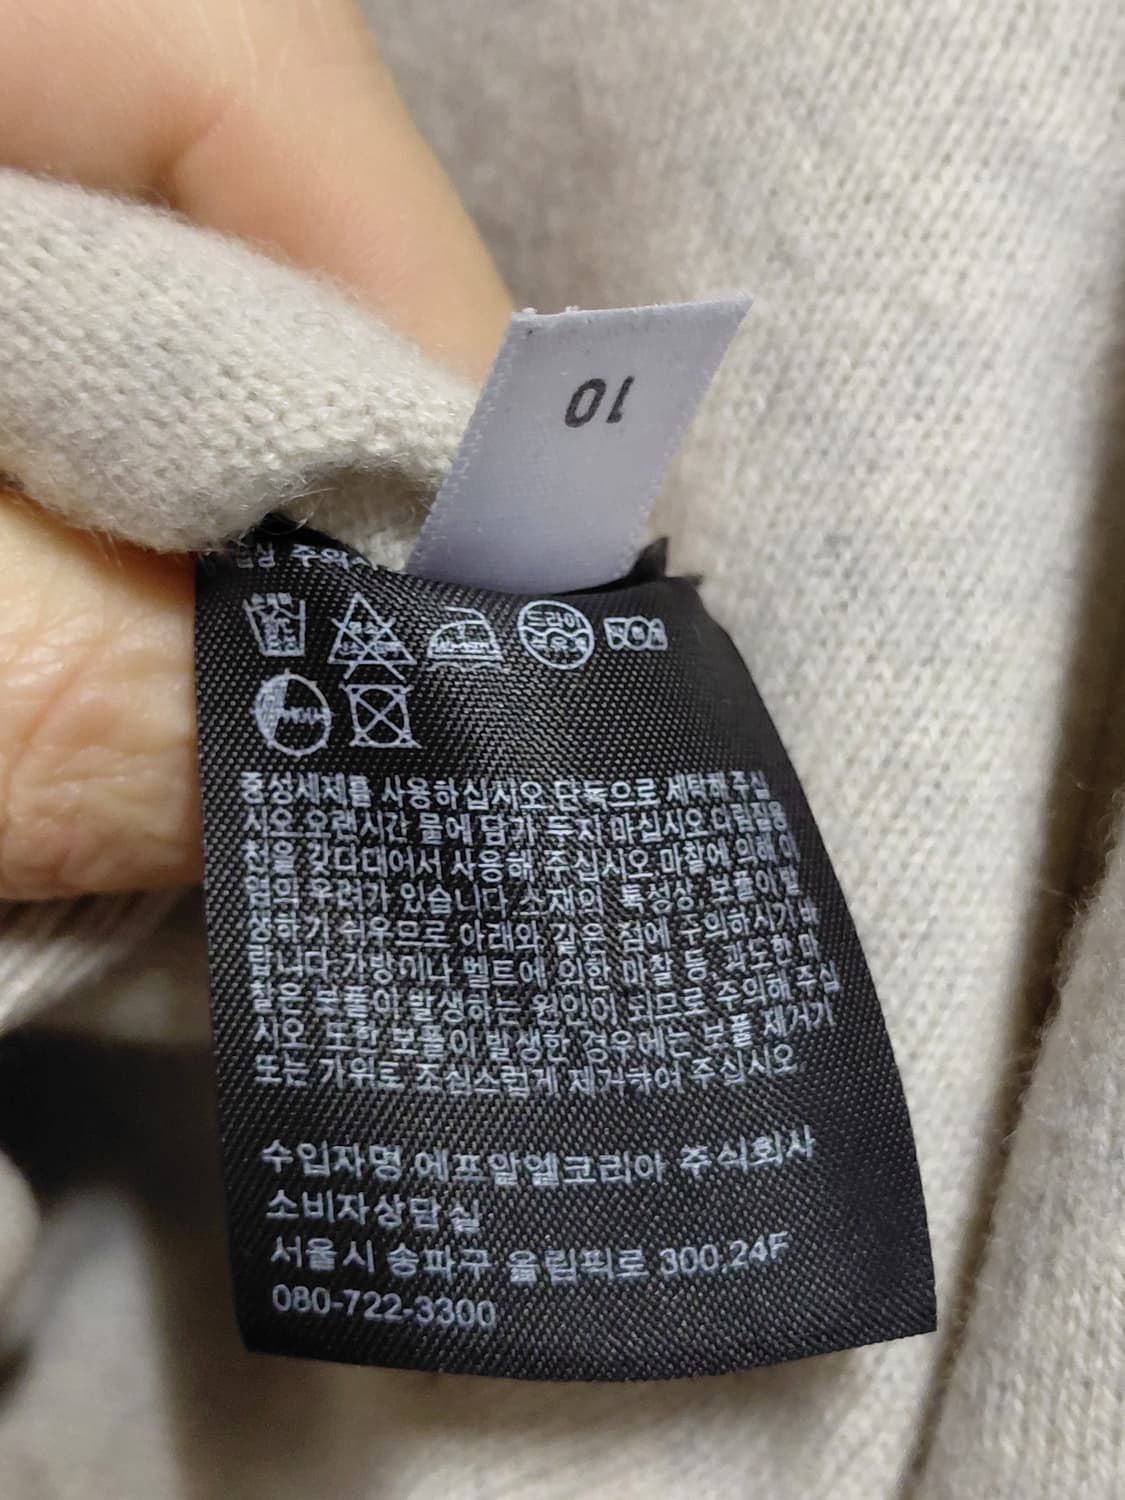 10
취급상 주의사
중성세제를 사용하십시오 단독으로 세탁해 주십
시오 오랜시간 물에 담가 두지 마십시오 다림질할
천을 갖다대어서 사용해 주십시오 마찰에 의해
염의 우려가 있습니다 소재의 특성상 보풀이 발
생하기 쉬우므로 아래와 같은 점에 주의하시기 바
랍니다 가방이나 벨트에 의한 마찰 등 과도한 마
찰은 보풀이 발생하는 원인이 되므로 주의해 주십
시오 또한 보풀이 발생한 경우에는 보풀 제거기
또는 가위로 조심스럽게 제거하여 주십시오
수입자명 에프알엘코리아 주식회사
소비자상담실
서울시 송파구 올림픽로 300,24F
080-722-3300